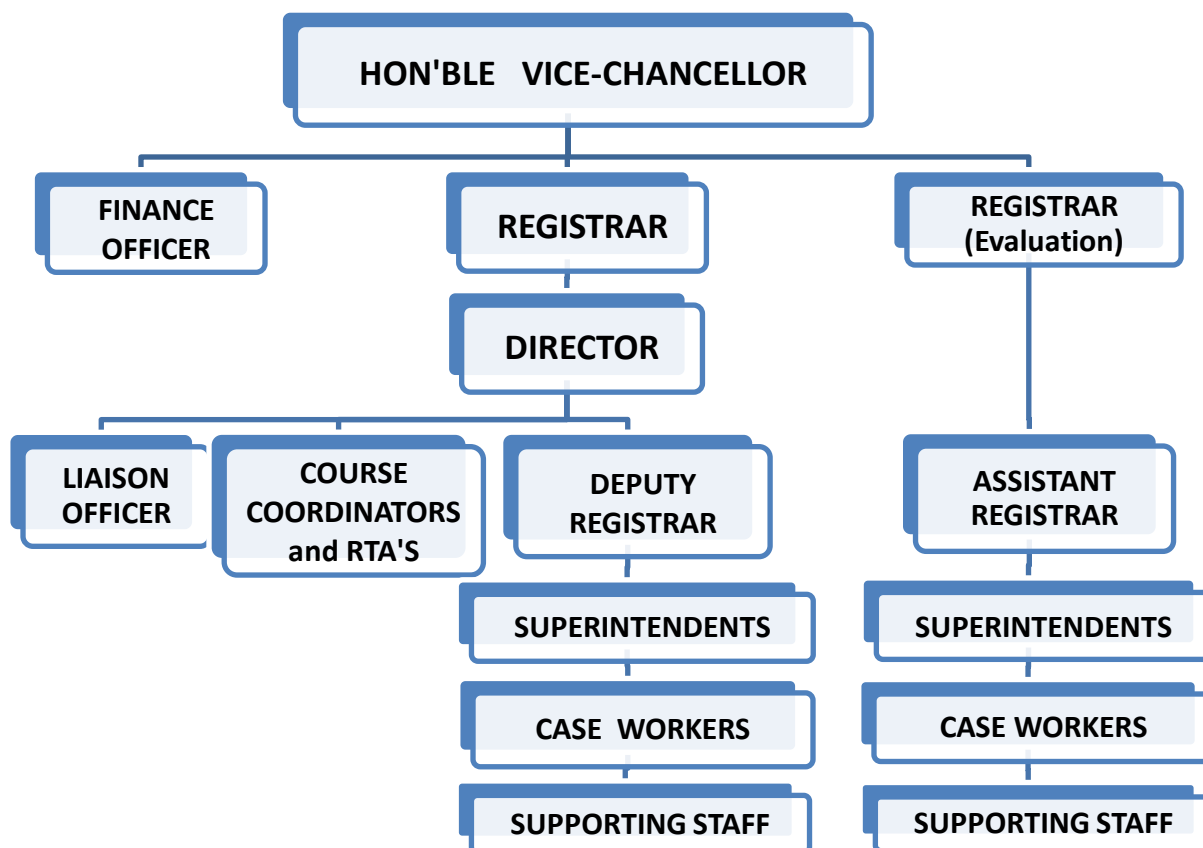 HON'BLE VICE-CHANCELLOR
FINANCE
OFFICER
REGISTRAR
REGISTRAR
(Evaluation)
DIRECTOR
LIAISON
OFFICER
COURSE
COORDINATORS
and RTA'S
DEPUTY
REGISTRAR
ASSISTANT
REGISTRAR
SUPERINTENDENTS
SUPERINTENDENTS
CASE WORKERS
CASE WORKERS
SUPPORTING STAFF
SUPPORTING STAFF